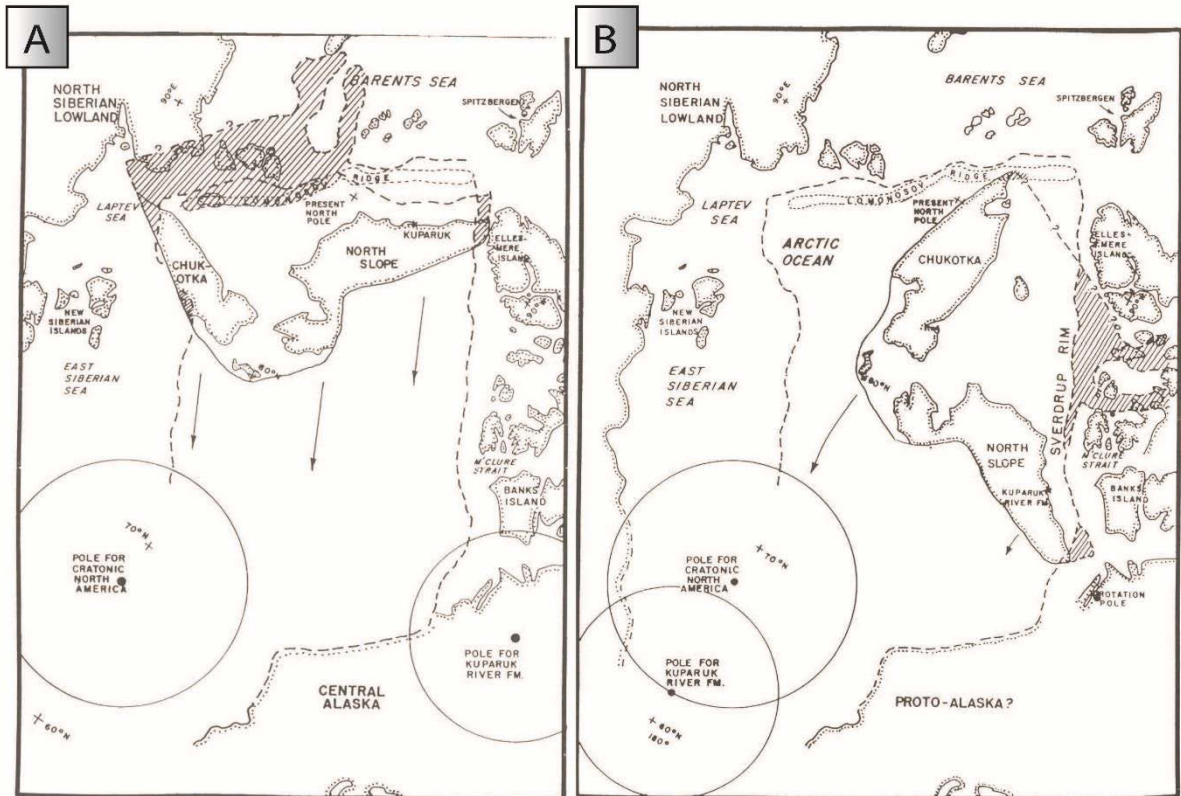 A
NORTH
SIBERIAN
LOWLAND
90°E
BARENTS SEA
SPITZBERGEN
?
?
LAPTEV
SEA
LOMONOSOV
RIDGE
PRESENT
NORTH
POLE
KUPARUK
NORTH
SLOPE
CHUK-
OTKA
ELLES-
MERE
ISLAND
NEW
SIBERIAN
ISLANDS
80°N
EAST
SIBERIAN
SEA
M'CLURE
STRAIT
BANKS
ISLAND
70°N
POLE FOR
CRATONIC
NORTH
AMERICA
POLE FOR
KUPARUK
RIVER FM.
CENTRAL
ALASKA
60°N
B
NORTH
SIBERIAN
LOWLAND
90°E
BARENTS SEA
SPITZBERGEN
LAPTEV
SEA
LOMONOSOV
RIDGE
PRESENT
NORTH
POLE
ARCTIC
OCEAN
CHUKOTKA
ELLES-
MERE
ISLAND
NEW
SIBERIAN
ISLANDS
EAST
SIBERIAN
SEA
80°N
SVERDRUP RIM
NORTH
SLOPE
KUPARUK
RIVER FM.
M'CLURE
STRAIT
BANKS
ISLAND
70°N
POLE FOR
CRATONIC
NORTH
AMERICA
ROTATION
POLE
POLE FOR
KUPARUK
RIVER FM.
60°N
180°
PROTO-ALASKA?